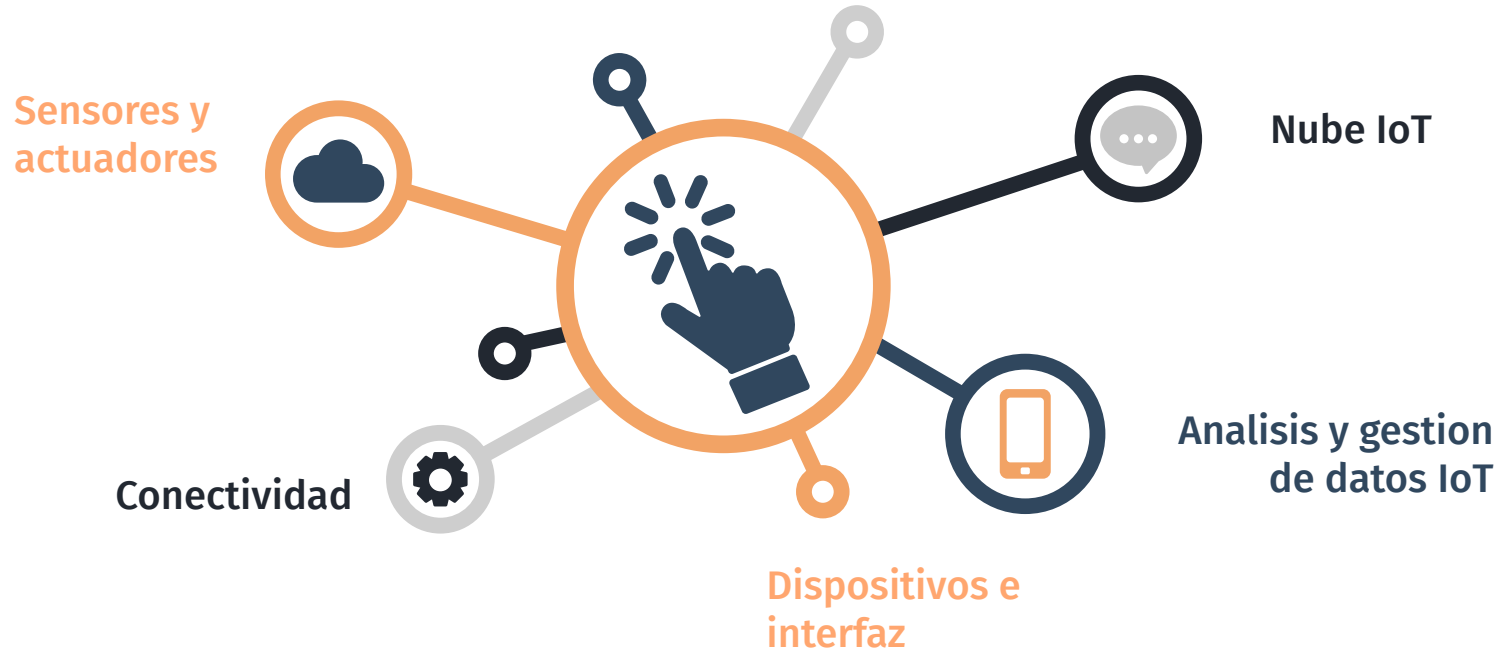 Sensores y
actuadores
Nube IoT
Conectividad
Analisis y gestion
de datos IoT
Dispositivos e
interfaz